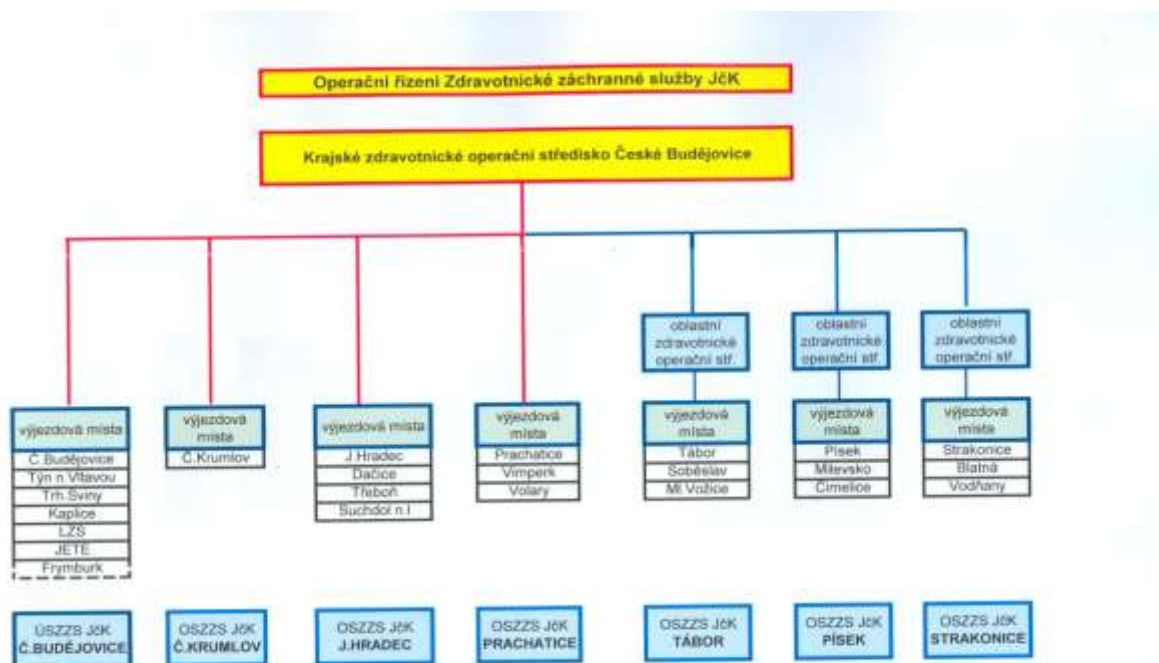 Operační řízení Zdravotnické záchranné služby JčK
Krajské zdravotnické operační středisko České Budějovice
oblastní
zdravotnické
operační stř.
oblastní
zdravotnické
operační stř.
oblastní
zdravotnické
operační stř.
výjezdová místa
Č.Budějovice
Týn n.Vltavou
Trh.Sviny
Kaplice
LZS
JETE
Frymburk
výjezdová
místa
Č.Krumlov
výjezdová místa
J.Hradec
Dačice
Třeboň
Suchdol n.l
výjezdová
místa
Prachatice
Vimperk
Volary
výjezdová
místa
Tábor
Soběslav
Ml.Vožice
výjezdová
místa
Písek
Milevsko
Čimelice
výjezdová
místa
Strakonice
Blatná
Vodňany
ÚSZZS JčK
Č.BUDĚJOVICE
OSZZS JčK
Č.KRUMLOV
OSZZS JčK
J.HRADEC
OSZZS JčK
PRACHATICE
OSZZS JčK
TÁBOR
OSZZS JčK
PÍSEK
OSZZS JčK
STRAKONICE